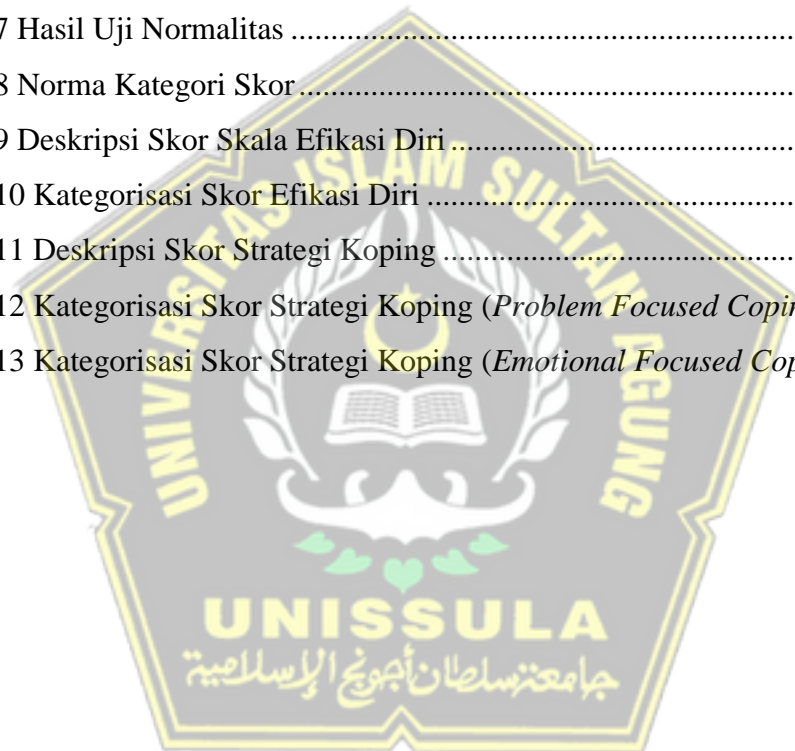 7 Hasil Uji Normalitas ........................................................
8 Norma Kategori Skor ........................................................
9 Deskripsi Skor Skala Efikasi Diri ........................................
10 Kategorisasi Skor Efikasi Diri ...........................................
11 Deskripsi Skor Strategi Koping ........................................
12 Kategorisasi Skor Strategi Koping (Problem Focused Copin
13 Kategorisasi Skor Strategi Koping (Emotional Focused Cop
UNIVERSITAS ISLAM SULTAN AGUNG
UNISSULA
جامعة سلطان أجونج الإسلامية